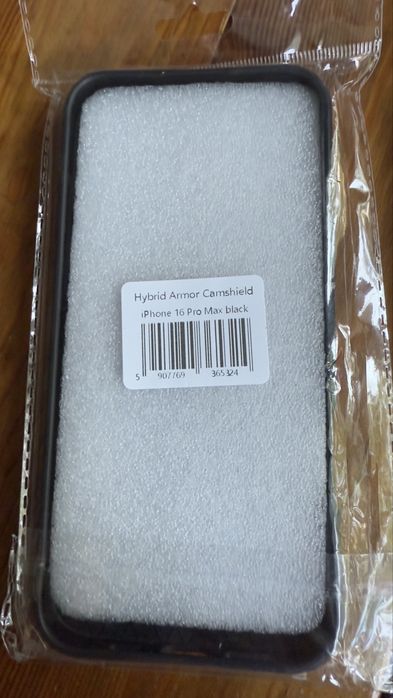 Hybrid Armor Camshield
iPhone 16 Pro Max black
5 907769 365324